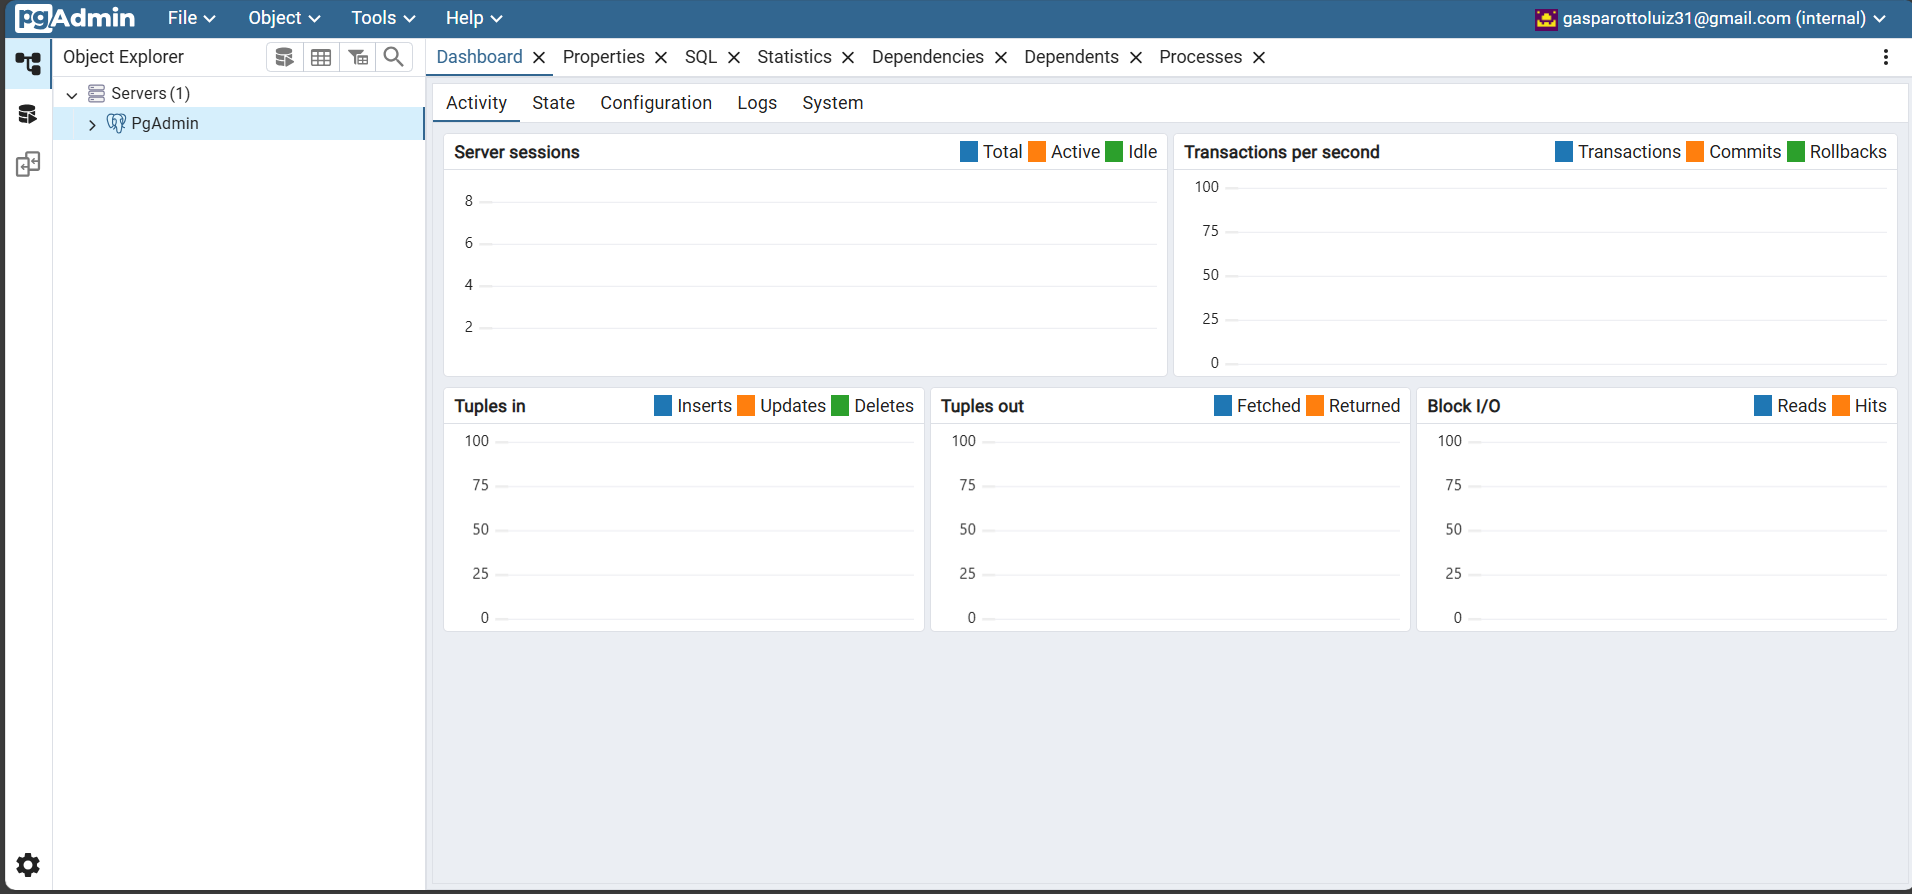 pgAdmin File Object Tools Help gasparottoluiz31@gmail.com (internal)
Object Explorer
Servers (1)
PgAdmin
Dashboard Properties SQL Statistics Dependencies Dependents Processes
Activity State Configuration Logs System
Server sessions Total Active Idle
8
6
4
2
Transactions per second Transactions Commits Rollbacks
100
75
50
25
0
Tuples in Inserts Updates Deletes
100
75
50
25
0
Tuples out Fetched Returned
100
75
50
25
0
Block I/O Reads Hits
100
75
50
25
0